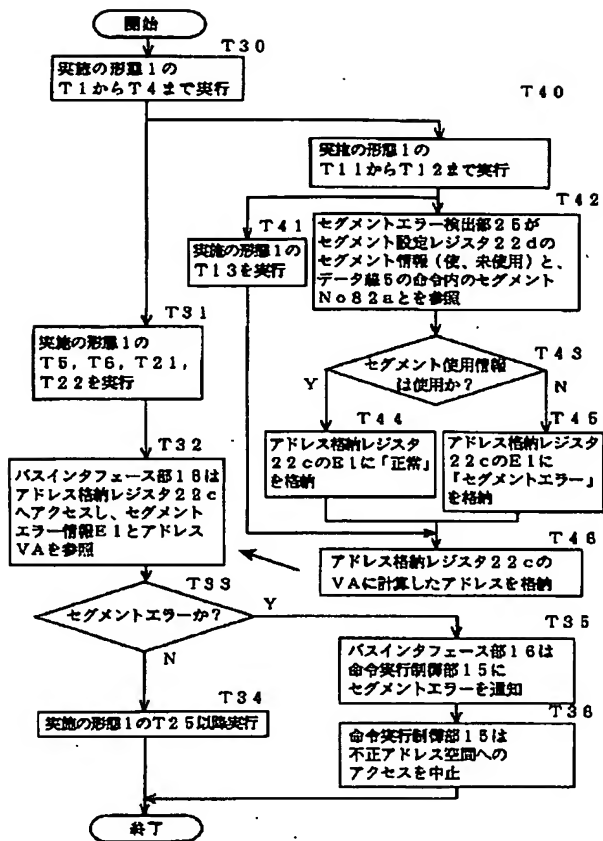 開始
T30
実施の形態1の
T1からT4まで実行
T40
実施の形態1の
T11からT12まで実行
T41
実施の形態1の
T13を実行
T42
セグメントエラー検出部25が
セグメント設定レジスタ22dの
セグメント情報（使、未使用）と、
データ線5の命令内のセグメント
No82aとを参照
T31
実施の形態1の
T5，T6，T21，
T22を実行
T43
セグメント使用情報
は使用か？
Y
N
T44
アドレス格納レジスタ
22cのE1に「正常」
を格納
T45
アドレス格納レジスタ
22cのE1に
「セグメントエラー」
を格納
T32
バスインタフェース部16は
アドレス格納レジスタ22c
へアクセスし、セグメント
エラー情報E1とアドレス
VAを参照
T46
アドレス格納レジスタ22cの
VAに計算したアドレスを格納
T33
セグメントエラーか？
Y
N
T35
バスインタフェース部16は
命令実行制御部15に
セグメントエラーを通知
T34
実施の形態1のT25以降実行
T36
命令実行制御部15は
不正アドレス空間への
アクセスを中止
終了